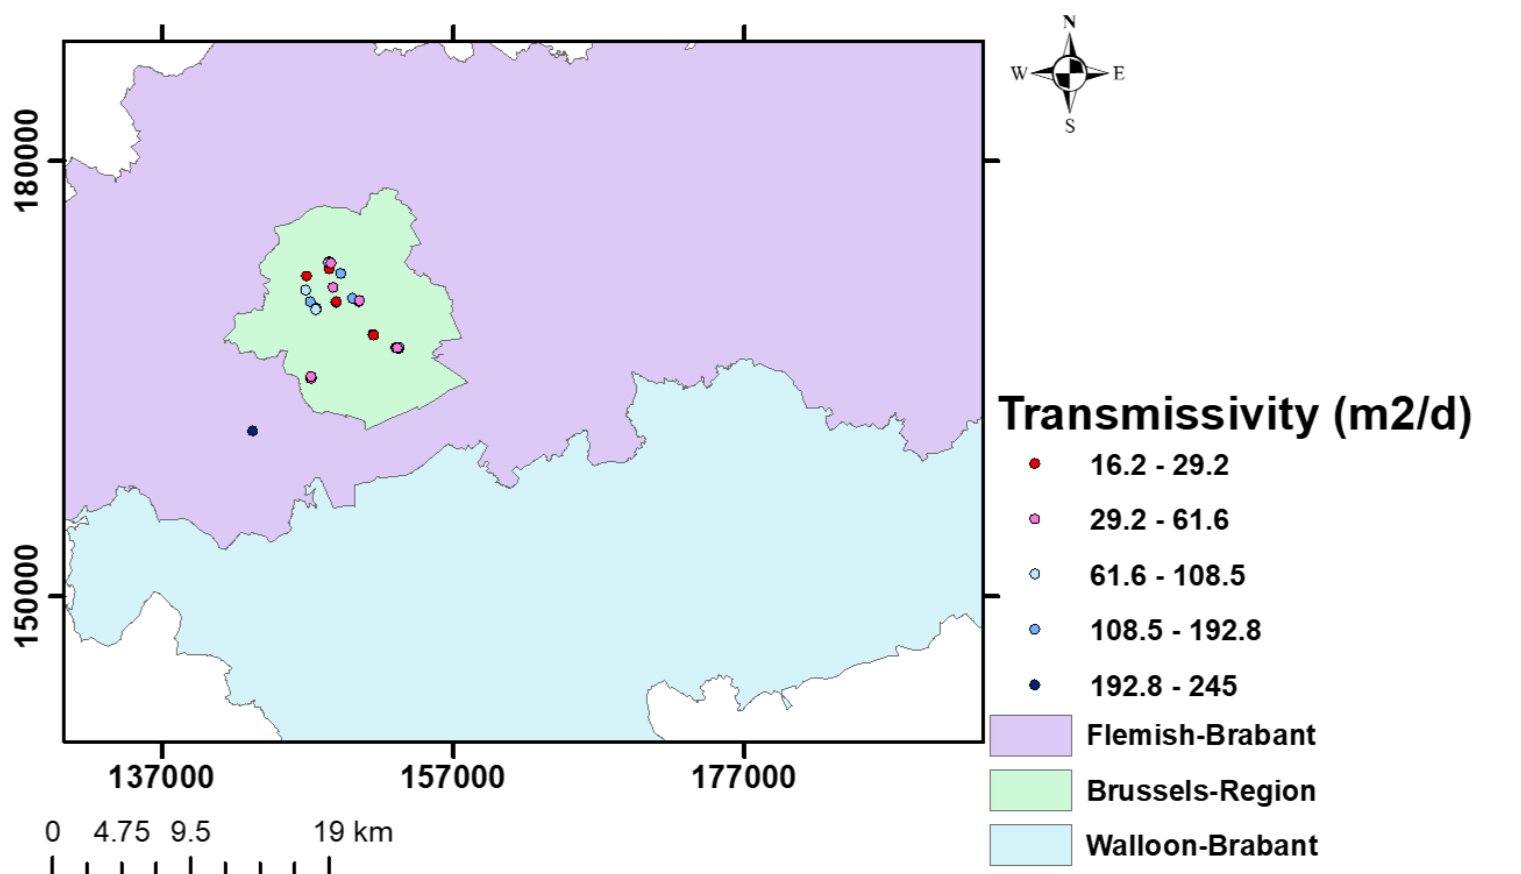 N
W E
S
180000
150000
137000 157000 177000
0 4.75 9.5 19 km
Transmissivity (m2/d)
16.2 - 29.2
29.2 - 61.6
61.6 - 108.5
108.5 - 192.8
192.8 - 245
Flemish-Brabant
Brussels-Region
Walloon-Brabant